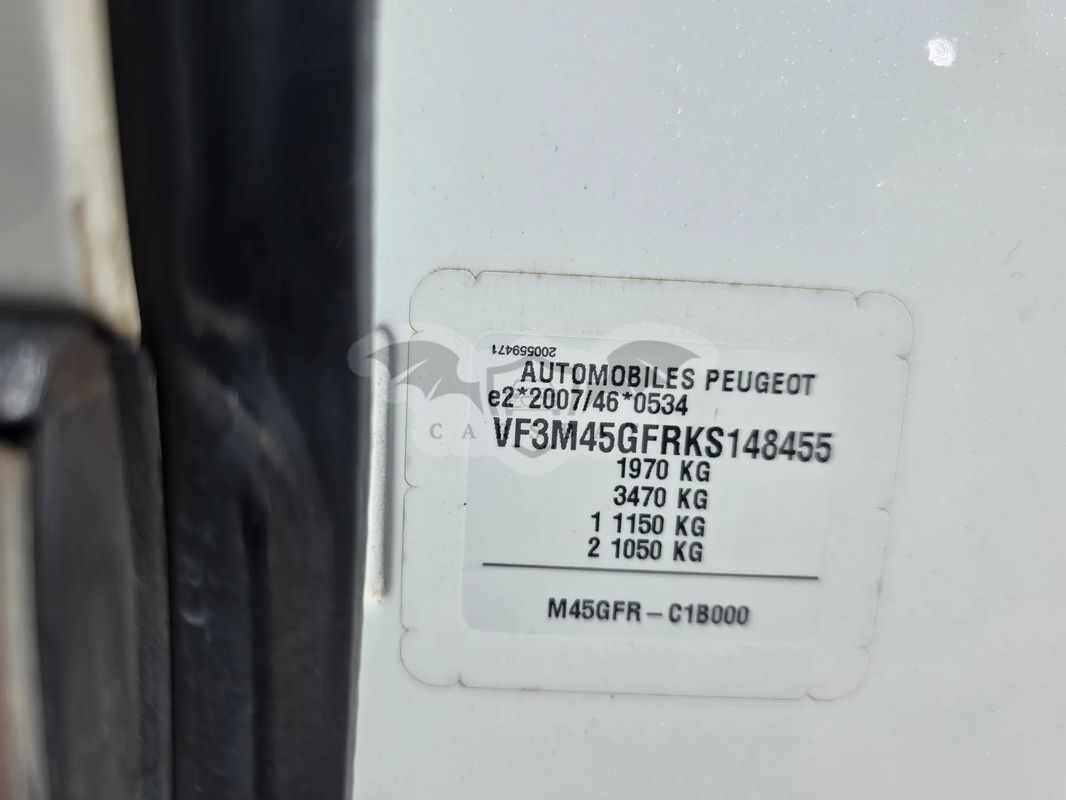 200559471
AUTOMOBILES PEUGEOT
e2*2007/46*0534
VF3M45GFRKS148455
1970 KG
3470 KG
1 1150 KG
2 1050 KG
M45GFR – C1B000